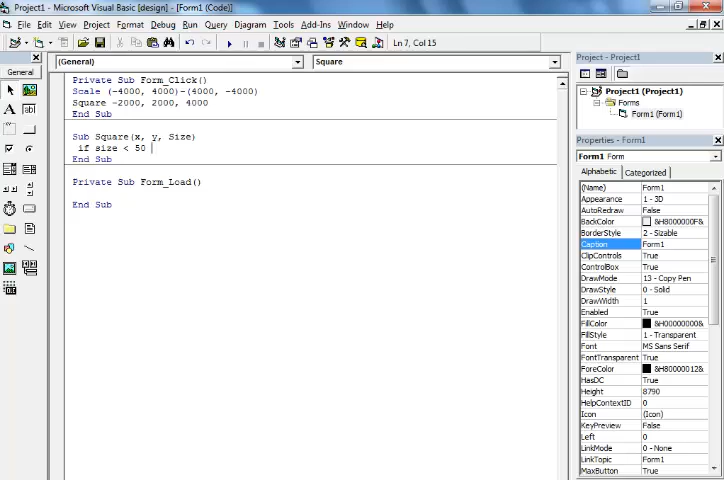 Project1 - Microsoft Visual Basic [design] - [Form1 (Code)]
File Edit View Project Format Debug Run Query Diagram Tools Add-Ins Window Help
Ln 7, Col 15
General
(General)
Square
Private Sub Form_Click()
Scale (-4000, 4000)-(4000, -4000)
Square -2000, 2000, 4000
End Sub
Sub Square(x, y, Size)
if size < 50
End Sub
Private Sub Form_Load()
End Sub
Project - Project1
Project1 (Project1)
Forms
Form1 (Form1)
Properties - Form1
Form1 Form
Alphabetic Categorized
(Name) Form1
Appearance 1 - 3D
AutoRedraw False
BackColor &H8000000F&
BorderStyle 2 - Sizable
Caption Form1
ClipControls True
ControlBox True
DrawMode 13 - Copy Pen
DrawStyle 0 - Solid
DrawWidth 1
Enabled True
FillColor &H00000000&
FillStyle 1 - Transparent
Font MS Sans Serif
FontTransparent True
ForeColor &H80000012&
HasDC True
Height 8790
HelpContextID 0
Icon (Icon)
KeyPreview False
Left 0
LinkMode 0 - None
LinkTopic Form1
MaxButton True